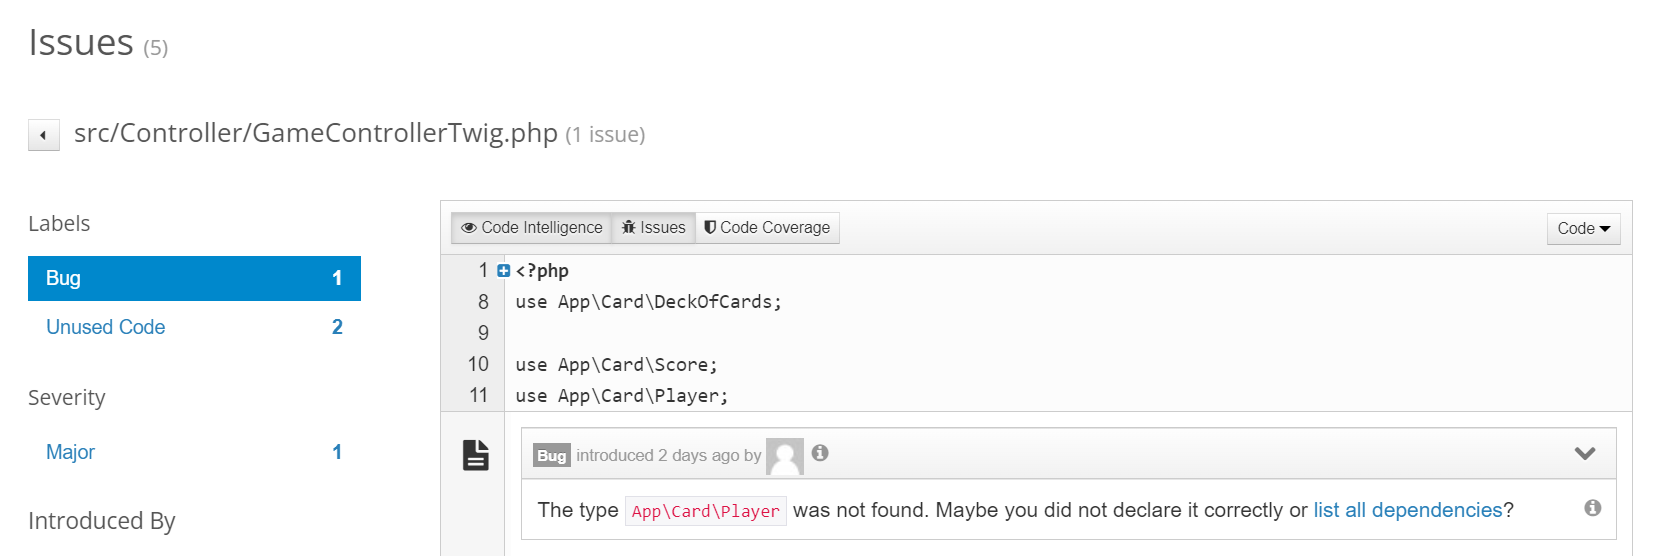 Issues (5)
src/Controller/GameControllerTwig.php (1 issue)
Labels
Bug 1
Unused Code 2
Severity
Major 1
Introduced By
Code Intelligence Issues Code Coverage Code
1 <?php
8 use App\Card\DeckOfCards;
9
10 use App\Card\Score;
11 use App\Card\Player;
Bug introduced 2 days ago by
The type App\Card\Player was not found. Maybe you did not declare it correctly or list all dependencies?